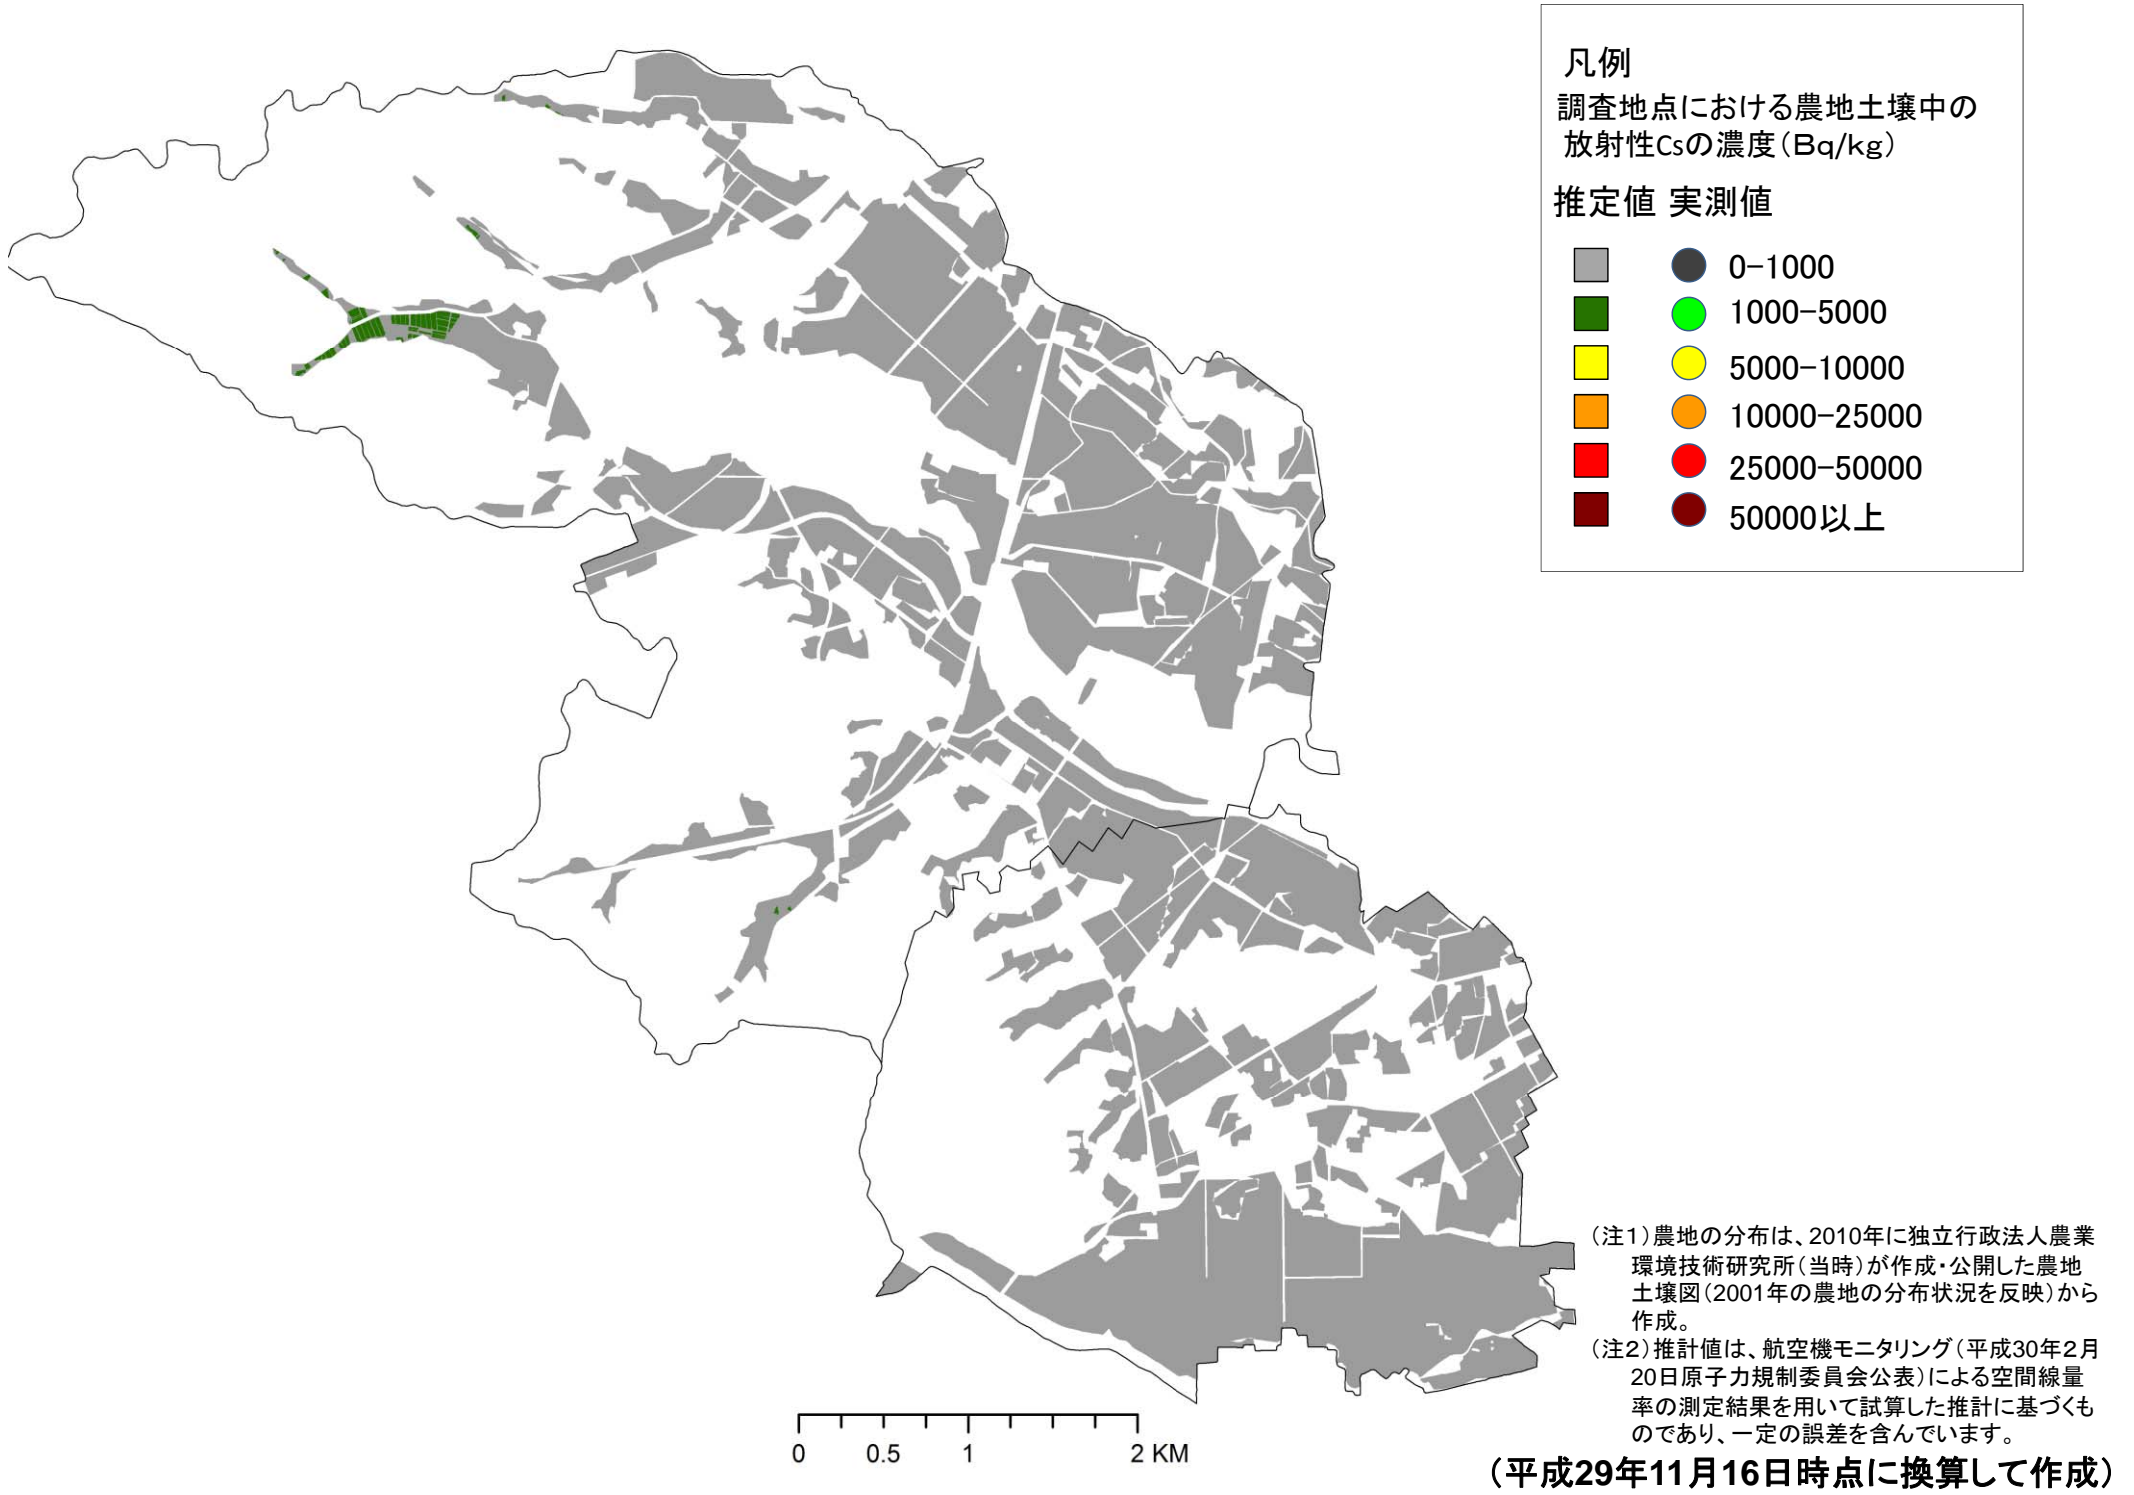 凡例
調査地点における農地土壌中の
放射性Csの濃度（Bq/kg）
推定値 実測値
0-1000
1000-5000
5000-10000
10000-25000
25000-50000
50000以上
（注1）農地の分布は、2010年に独立行政法人農業
環境技術研究所（当時）が作成・公開した農地
土壌図（2001年の農地の分布状況を反映）から
作成。
（注2）推計値は、航空機モニタリング（平成30年2月
20日原子力規制委員会公表）による空間線量
率の測定結果を用いて試算した推計に基づくも
のであり、一定の誤差を含んでいます。
（平成29年11月16日時点に換算して作成）
0 0.5 1 2 KM